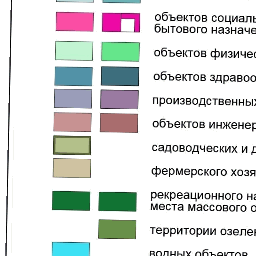 объектов социаль
бытового назначе
объектов физичес
объектов здравоо
производственных
объектов инженер
садоводческих и д
фермерского хозя
рекреационного на
места массового о
территории озелен
водных объектов